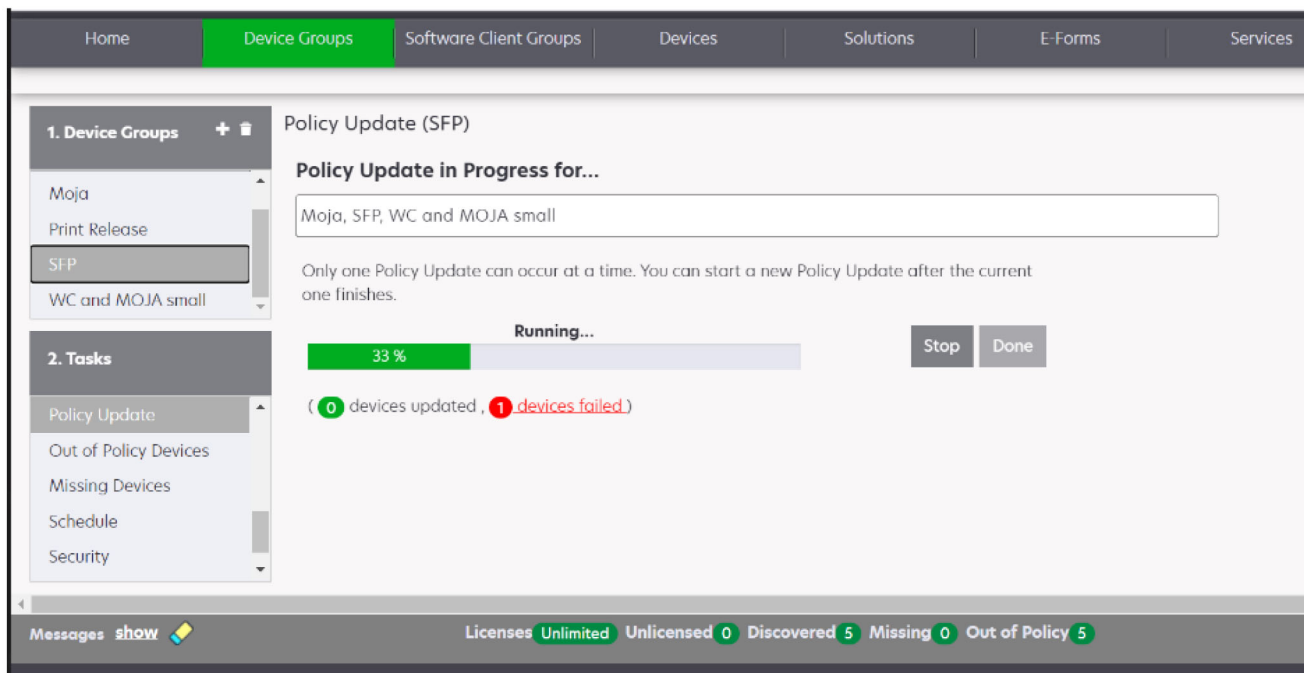 Home Device Groups Software Client Groups Devices Solutions E-Forms Services
1. Device Groups
Moja
Print Release
SFP
WC and MOJA small
2. Tasks
Policy Update
Out of Policy Devices
Missing Devices
Schedule
Security
Policy Update (SFP)
Policy Update in Progress for...
Moja, SFP, WC and MOJA small
Only one Policy Update can occur at a time. You can start a new Policy Update after the current
one finishes.
Running...
33 %
Stop Done
( 0 devices updated , 1 devices failed )
Messages show Licenses Unlimited Unlicensed 0 Discovered 5 Missing 0 Out of Policy 5